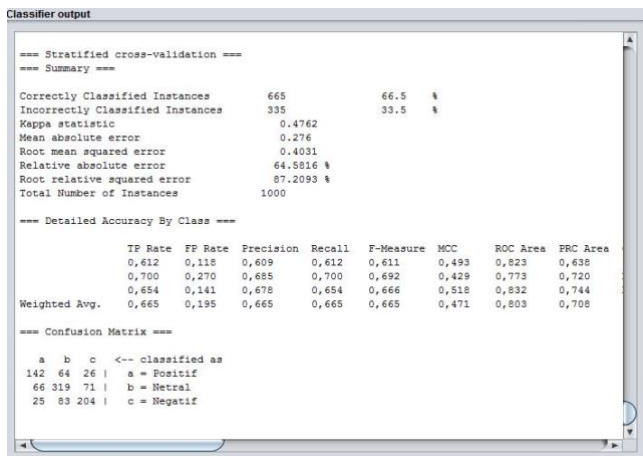 Classifier output
=== Stratified cross-validation ===
=== Summary ===
Correctly Classified Instances 665 66.5 %
Incorrectly Classified Instances 335 33.5 %
Kappa statistic 0.4762
Mean absolute error 0.276
Root mean squared error 0.4031
Relative absolute error 64.5816 %
Root relative squared error 87.2093 %
Total Number of Instances 1000
=== Detailed Accuracy By Class ===
TP Rate FP Rate Precision Recall F-Measure MCC ROC Area PRC Area
0,612 0,118 0,609 0,612 0,611 0,493 0,823 0,638
0,700 0,270 0,685 0,700 0,692 0,429 0,773 0,720
0,654 0,141 0,678 0,654 0,666 0,518 0,832 0,744
Weighted Avg. 0,665 0,195 0,665 0,665 0,665 0,471 0,803 0,708
=== Confusion Matrix ===
a b c <-- classified as
142 64 26 | a = Positif
66 319 71 | b = Netral
25 83 204 | c = Negatif